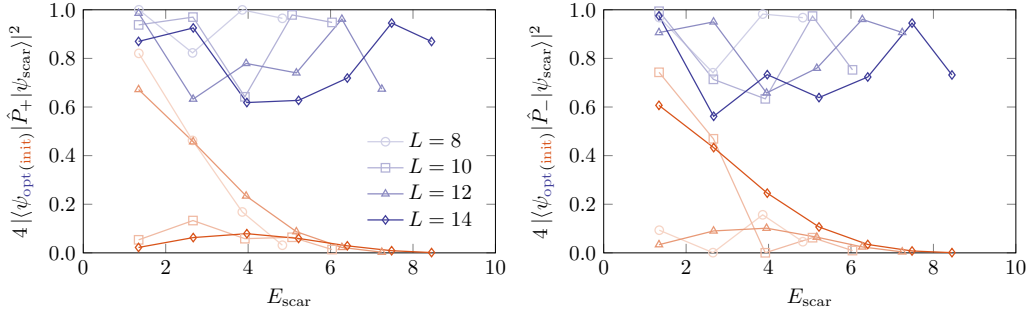 4 |⟨ψopt(init)|P̂+|ψscar⟩|²
1.0
0.8
0.6
0.4
0.2
0.0
L = 8
L = 10
L = 12
L = 14
0 2 4 6 8 10
Escar
4 |⟨ψopt(init)|P̂−|ψscar⟩|²
1.0
0.8
0.6
0.4
0.2
0.0
0 2 4 6 8 10
Escar